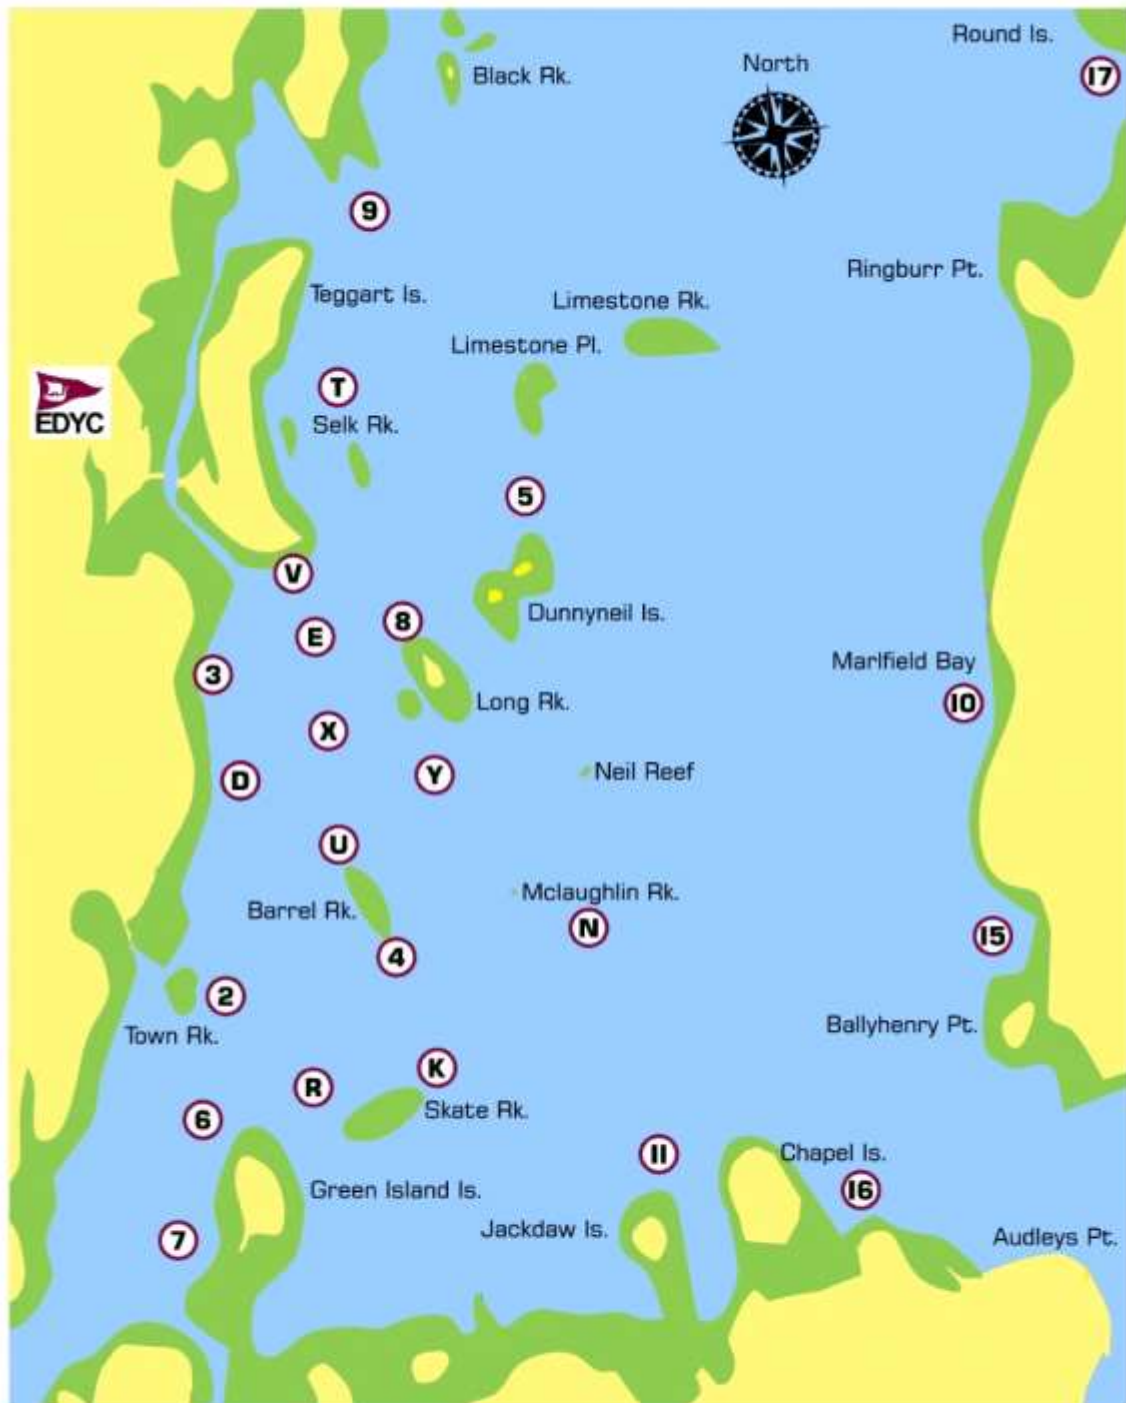 Round Is.
North
17
Black Rk.
9
Ringburr Pt.
Teggart Is.
Limestone Rk.
Limestone Pl.
T
EDYC
Selk Rk.
5
V
Dunnyneil Is.
8
E
Marlfield Bay
3
Long Rk.
10
X
Neil Reef
Y
D
U
Mclaughlin Rk.
Barrel Rk.
N
15
4
2
Ballyhenry Pt.
Town Rk.
K
R
Skate Rk.
6
11
Chapel Is.
Green Island Is.
16
Jackdaw Is.
Audleys Pt.
7